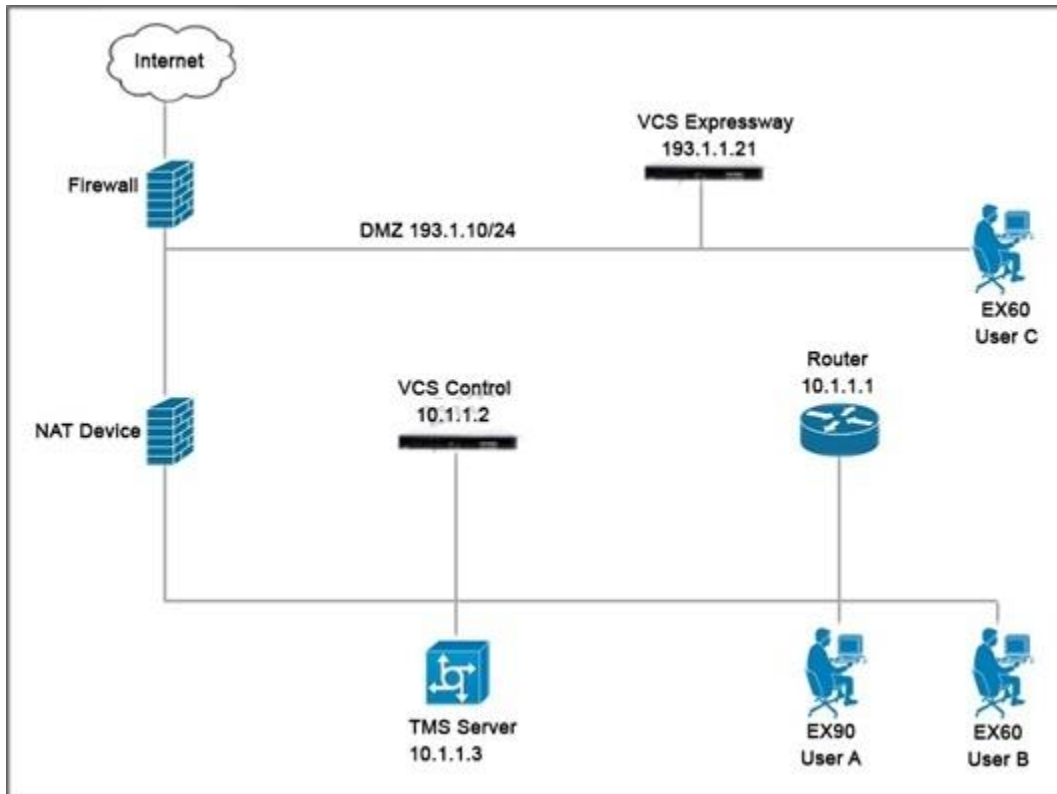 Internet
VCS Expressway
193.1.1.21
Firewall
DMZ 193.1.10/24
EX60
User C
Router
10.1.1.1
VCS Control
10.1.1.2
NAT Device
TMS Server
10.1.1.3
EX90
User A
EX60
User B